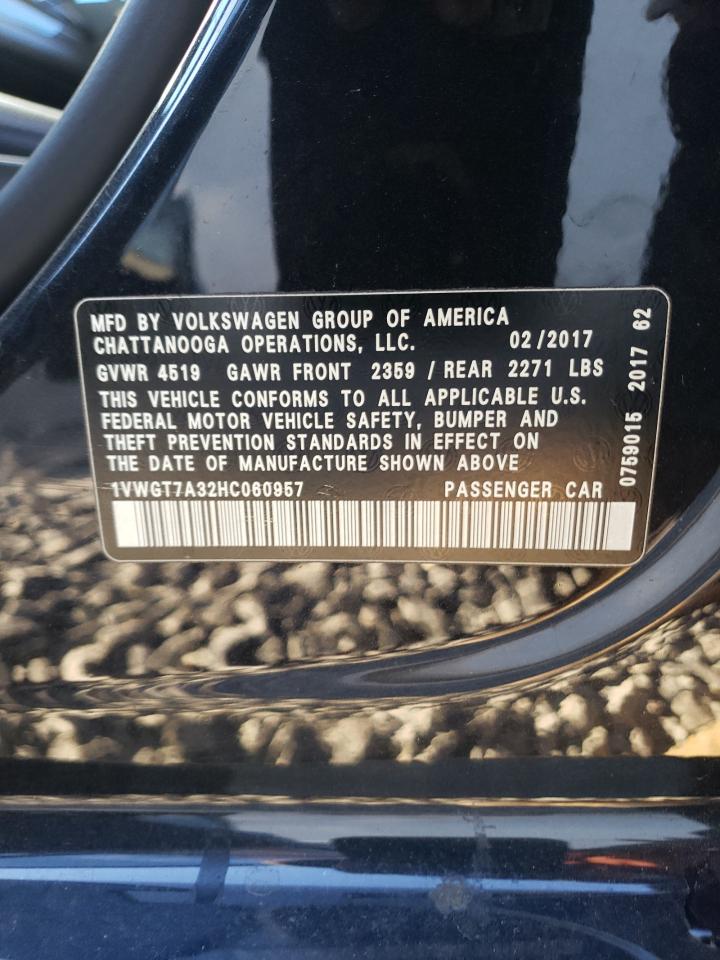 MFD BY VOLKSWAGEN GROUP OF AMERICA
CHATTANOOGA OPERATIONS, LLC. 02/2017
GVWR 4519 GAWR FRONT 2359 / REAR 2271 LBS
THIS VEHICLE CONFORMS TO ALL APPLICABLE U.S.
FEDERAL MOTOR VEHICLE SAFETY, BUMPER AND
THEFT PREVENTION STANDARDS IN EFFECT ON
THE DATE OF MANUFACTURE SHOWN ABOVE
1VWGT7A32HC060957 PASSENGER CAR
0759015 2017 62